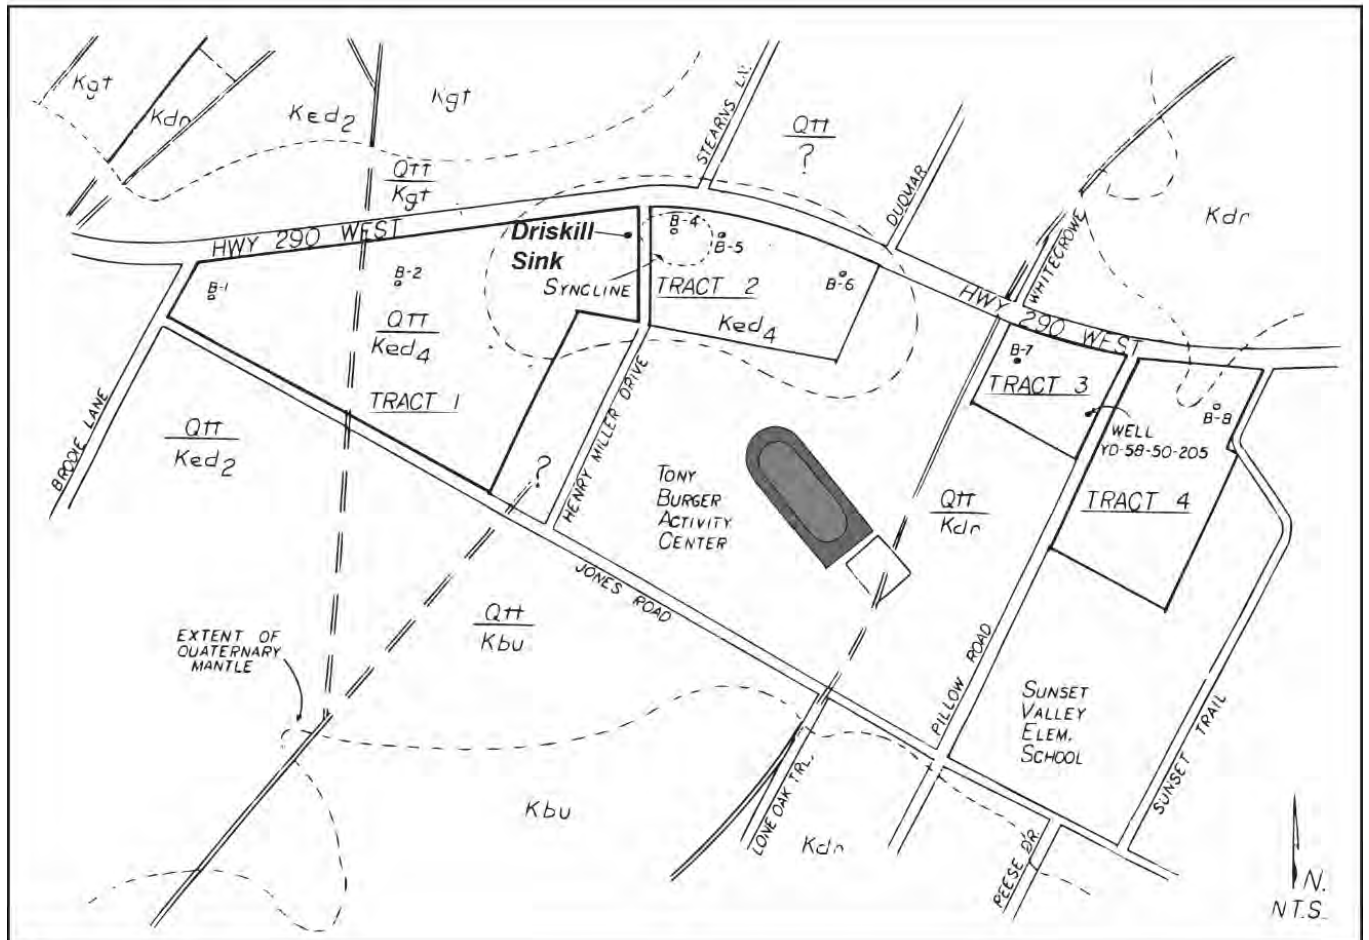 Kgt
Kdr
Ked2
Kgt
Qtt
Kgt
STEARNS LN.
Qtt
?
DUQMAR
WHITECROWE
Kdr
HWY 290 WEST
Driskill
Sink
B-4
B-5
B-6
B-1
B-2
SYNCLINE
TRACT 2
Ked4
Qtt
Ked4
TRACT 1
HWY 290 WEST
B-7
TRACT 3
B-8
WELL
YD-58-50-205
TRACT 4
BRODIE LANE
Qtt
Ked2
?
HENRY MILLER DRIVE
TONY
BURGER
ACTIVITY
CENTER
Qtt
Kdr
JONES ROAD
Qtt
Kbu
EXTENT OF
QUATERNARY
MANTLE
PILLOW ROAD
SUNSET
VALLEY
ELEM.
SCHOOL
SUNSET TRAIL
Kbu
LONE OAK TRL.
Kdr
PEESE DR.
N.
N.T.S.